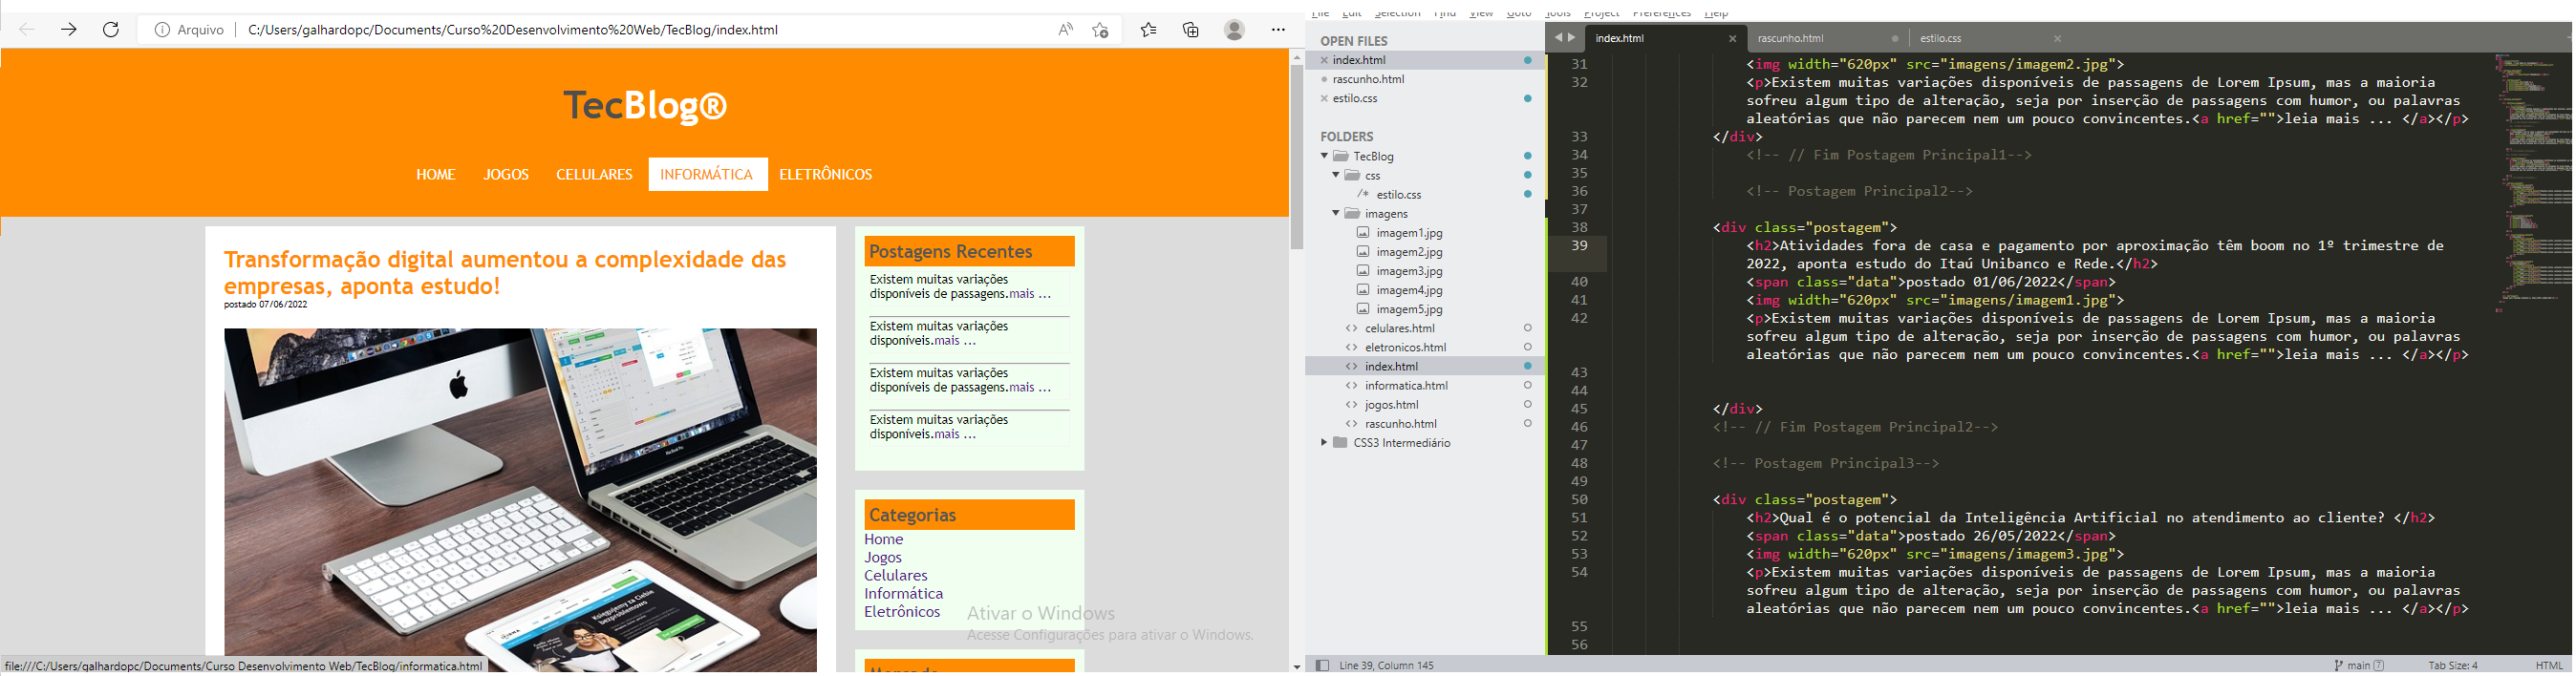 Arquivo | C:/Users/galhardopc/Documents/Curso%20Desenvolvimento%20Web/TecBlog/index.html
TecBlog®
HOME JOGOS CELULARES INFORMÁTICA ELETRÔNICOS
Transformação digital aumentou a complexidade das
empresas, aponta estudo!
postado 07/06/2022
Postagens Recentes
Existem muitas variações
disponíveis de passagens.mais ...
Existem muitas variações
disponíveis.mais ...
Existem muitas variações
disponíveis de passagens.mais ...
Existem muitas variações
disponíveis.mais ...
Categorias
Home
Jogos
Celulares
Informática
Eletrônicos
Ativar o Windows
Acesse Configurações para ativar o Windows.
file:///C:/Users/galhardopc/Documents/Curso Desenvolvimento Web/TecBlog/informatica.html
File Edit Selection Find View Goto Tools Project Preferences Help
OPEN FILES
index.html
rascunho.html
estilo.css
FOLDERS
TecBlog
css
/* estilo.css
imagens
imagem1.jpg
imagem2.jpg
imagem3.jpg
imagem4.jpg
imagem5.jpg
<> celulares.html
<> eletronicos.html
<> index.html
<> informatica.html
<> jogos.html
<> rascunho.html
CSS3 Intermediário
index.html rascunho.html estilo.css
31 <img width="620px" src="imagens/imagem2.jpg">
32 <p>Existem muitas variações disponíveis de passagens de Lorem Ipsum, mas a maioria
sofreu algum tipo de alteração, seja por inserção de passagens com humor, ou palavras
aleatórias que não parecem nem um pouco convincentes.<a href="">leia mais ... </a></p>
33 </div>
34 <!-- // Fim Postagem Principal1-->
35
36 <!-- Postagem Principal2-->
37
38 <div class="postagem">
39 <h2>Atividades fora de casa e pagamento por aproximação têm boom no 1º trimestre de
2022, aponta estudo do Itaú Unibanco e Rede.</h2>
40 <span class="data">postado 01/06/2022</span>
41 <img width="620px" src="imagens/imagem1.jpg">
42 <p>Existem muitas variações disponíveis de passagens de Lorem Ipsum, mas a maioria
sofreu algum tipo de alteração, seja por inserção de passagens com humor, ou palavras
aleatórias que não parecem nem um pouco convincentes.<a href="">leia mais ... </a></p>
43
44
45 </div>
46 <!-- // Fim Postagem Principal2-->
47
48 <!-- Postagem Principal3-->
49
50 <div class="postagem">
51 <h2>Qual é o potencial da Inteligência Artificial no atendimento ao cliente? </h2>
52 <span class="data">postado 26/05/2022</span>
53 <img width="620px" src="imagens/imagem3.jpg">
54 <p>Existem muitas variações disponíveis de passagens de Lorem Ipsum, mas a maioria
sofreu algum tipo de alteração, seja por inserção de passagens com humor, ou palavras
aleatórias que não parecem nem um pouco convincentes.<a href="">leia mais ... </a></p>
55
56
Line 39, Column 145
main 7
Tab Size: 4
HTML